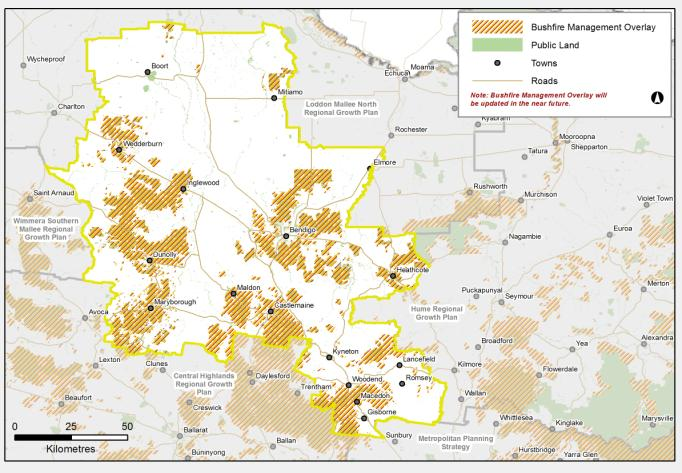 Bushfire Management Overlay
Public Land
Towns
Roads
Note: Bushfire Management Overlay will
be updated in the near future.
Wycheproof
Boort
Moama
Echuca
Mitiamo
Charlton
Loddon Mallee North
Regional Growth Plan
Kyabram
Rochester
Mooroopna
Shepparton
Tatura
Wedderburn
Elmore
Inglewood
Rushworth
Murchison
Saint Arnaud
Violet Town
Wimmera Southern
Mallee Regional
Growth Plan
Bendigo
Nagambie
Euroa
Dunolly
Heathcote
Maldon
Puckapunyal
Seymour
Merton
Maryborough
Castlemaine
Avoca
Hume Regional
Growth Plan
Broadford
Yea
Alexandra
Kyneton
Lancefield
Lexton
Clunes
Kilmore
Flowerdale
Central Highlands
Regional Growth
Plan
Daylesford
Trentham
Woodend
Romsey
Beaufort
Creswick
Macedon
Wallan
Gisborne
Whittlesea
Kinglake
Marysville
0 25 50
Kilometres
Ballarat
Buninyong
Ballan
Sunbury
Metropolitan Planning
Strategy
Hurstbridge
Yarra Glen